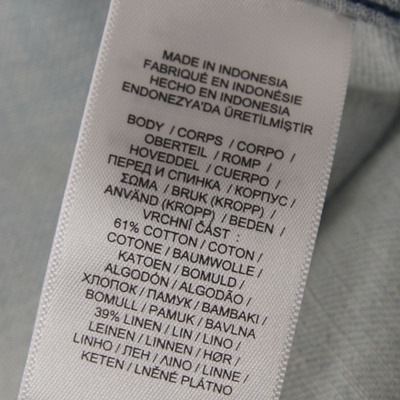 MADE IN INDONESIA
FABRIQUÉ EN INDONÉSIE
HECHO EN INDONESIA
ENDONEZYA'DA ÜRETİLMİŞTİR
BODY / CORPS / CORPO /
OBERTEIL / ROMP /
HOVEDDEL / CUERPO /
ПЕРЕД И СПИНКА / КОРПУС /
ΣΩΜΑ / BRUK (KROPP) /
ANVÄND (KROPP) / BEDEN /
VRCHNÍ ČÁST :
61% COTTON / COTON /
COTONE / BAUMWOLLE /
KATOEN / BOMULD /
ALGODÓN / ALGODÃO /
ХЛОПОК / ПАМУК / BAMBAKI /
BOMULL / PAMUK / BAVLNA
39% LINEN / LIN / LINO /
LEINEN / LINNEN / HØR /
LINHO / ЛЕН / ΛΙΝΟ / LINNE /
KETEN / LNĚNÉ PLÁTNO